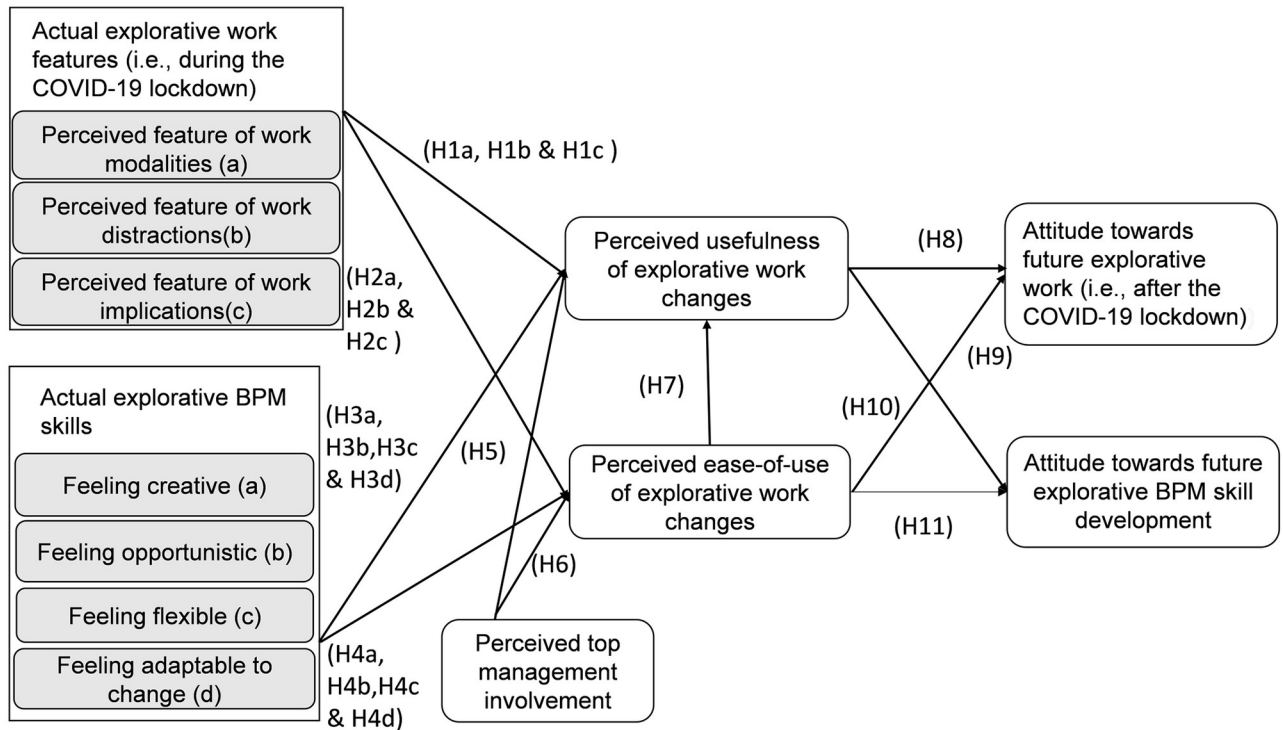 Actual explorative work
features (i.e., during the
COVID-19 lockdown)
Perceived feature of work
modalities (a)
Perceived feature of work
distractions(b)
Perceived feature of work
implications(c)
Actual explorative BPM
skills
Feeling creative (a)
Feeling opportunistic (b)
Feeling flexible (c)
Feeling adaptable to
change (d)
(H1a, H1b & H1c )
(H2a,
H2b &
H2c )
(H3a,
H3b,H3c
& H3d)
(H4a,
H4b,H4c
& H4d)
(H5)
(H6)
Perceived top
management
involvement
Perceived usefulness
of explorative work
changes
(H7)
Perceived ease-of-use
of explorative work
changes
(H8)
(H9)
(H10)
(H11)
Attitude towards
future explorative
work (i.e., after the
COVID-19 lockdown)
Attitude towards future
explorative BPM skill
development